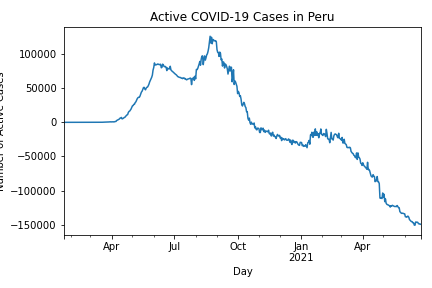 Active COVID-19 Cases in Peru
100000
50000
0
−50000
−100000
−150000
Number of Active Cases
Apr Jul Oct Jan Apr
2021
Day